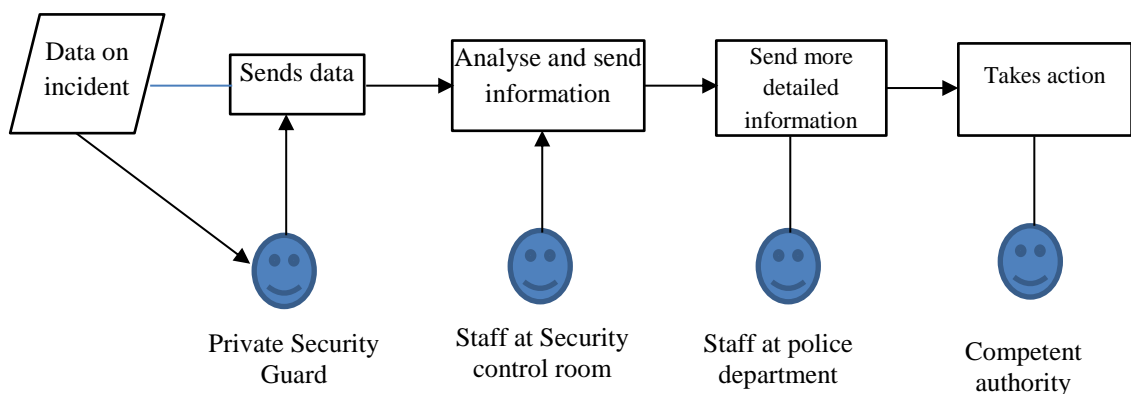 Data on
incident
Sends data
Analyse and send
information
Send more
detailed
information
Takes action
Private Security
Guard
Staff at Security
control room
Staff at police
department
Competent
authority